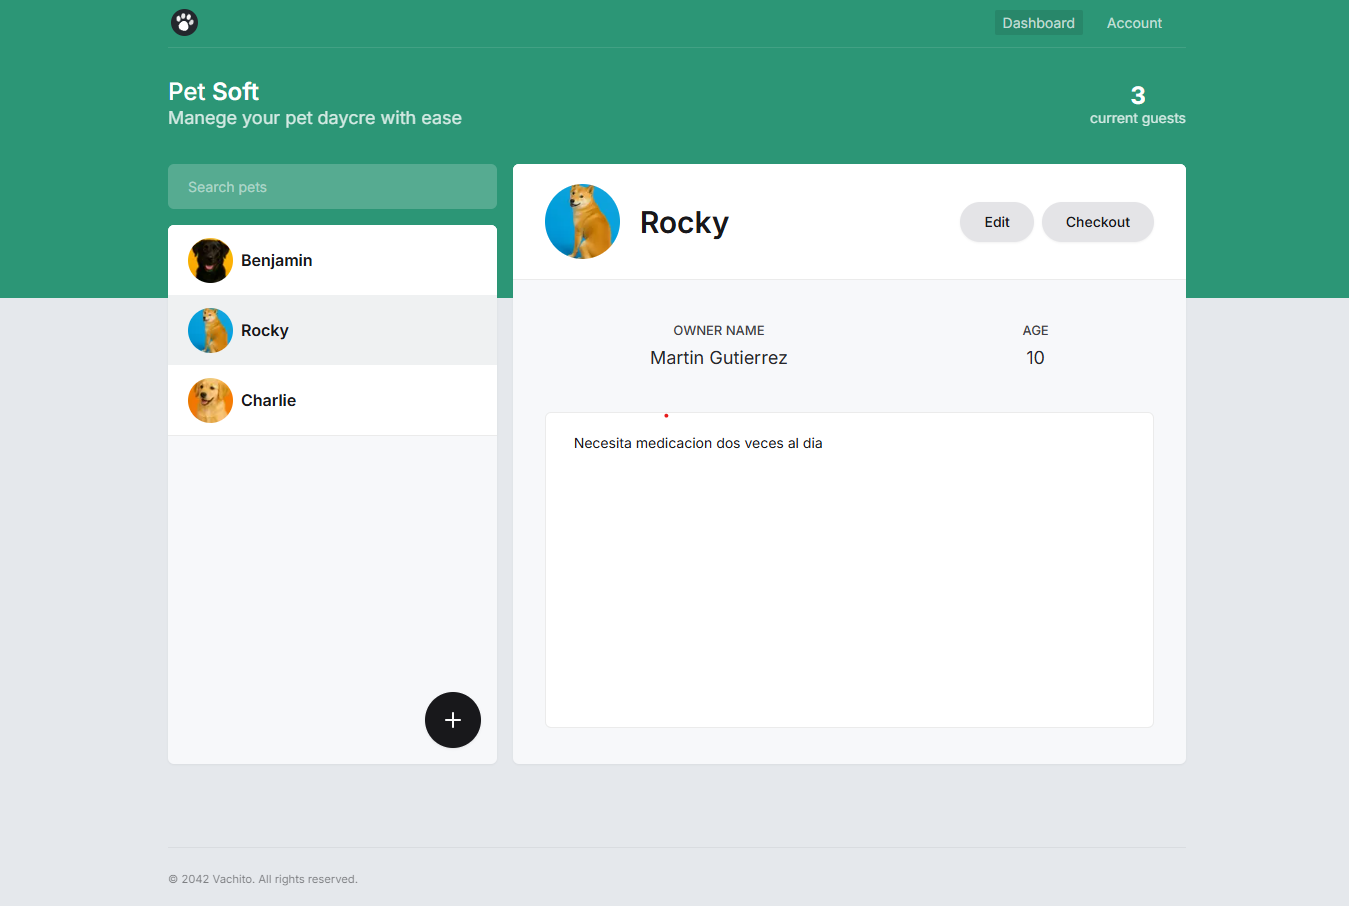 Dashboard
Account
Pet Soft
Manege your pet daycre with ease
3
current guests
Search pets
Benjamin
Rocky
Charlie
Rocky
Edit
Checkout
OWNER NAME
Martin Gutierrez
AGE
10
Necesita medicacion dos veces al dia
© 2042 Vachito. All rights reserved.